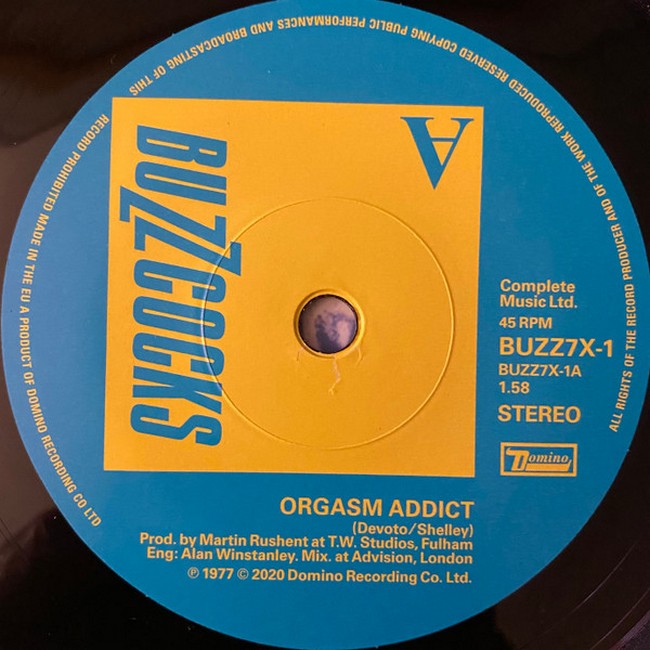 ALL RIGHTS OF THE RECORD PRODUCER AND OF THE WORK REPRODUCED RESERVED COPYING PUBLIC PERFORMANCES AND BROADCASTING OF THIS RECORD PROHIBITED MADE IN THE EU A PRODUCT OF DOMINO RECORDING CO LTD
A
BUZZCOCKS
Complete
Music Ltd.
45 RPM
BUZZ7X-1
BUZZ7X-1A
1.58
STEREO
Domino
ORGASM ADDICT
(Devoto/Shelley)
Prod. by Martin Rushent at T.W. Studios, Fulham
Eng: Alan Winstanley. Mix. at Advision, London
℗ 1977 © 2020 Domino Recording Co. Ltd.